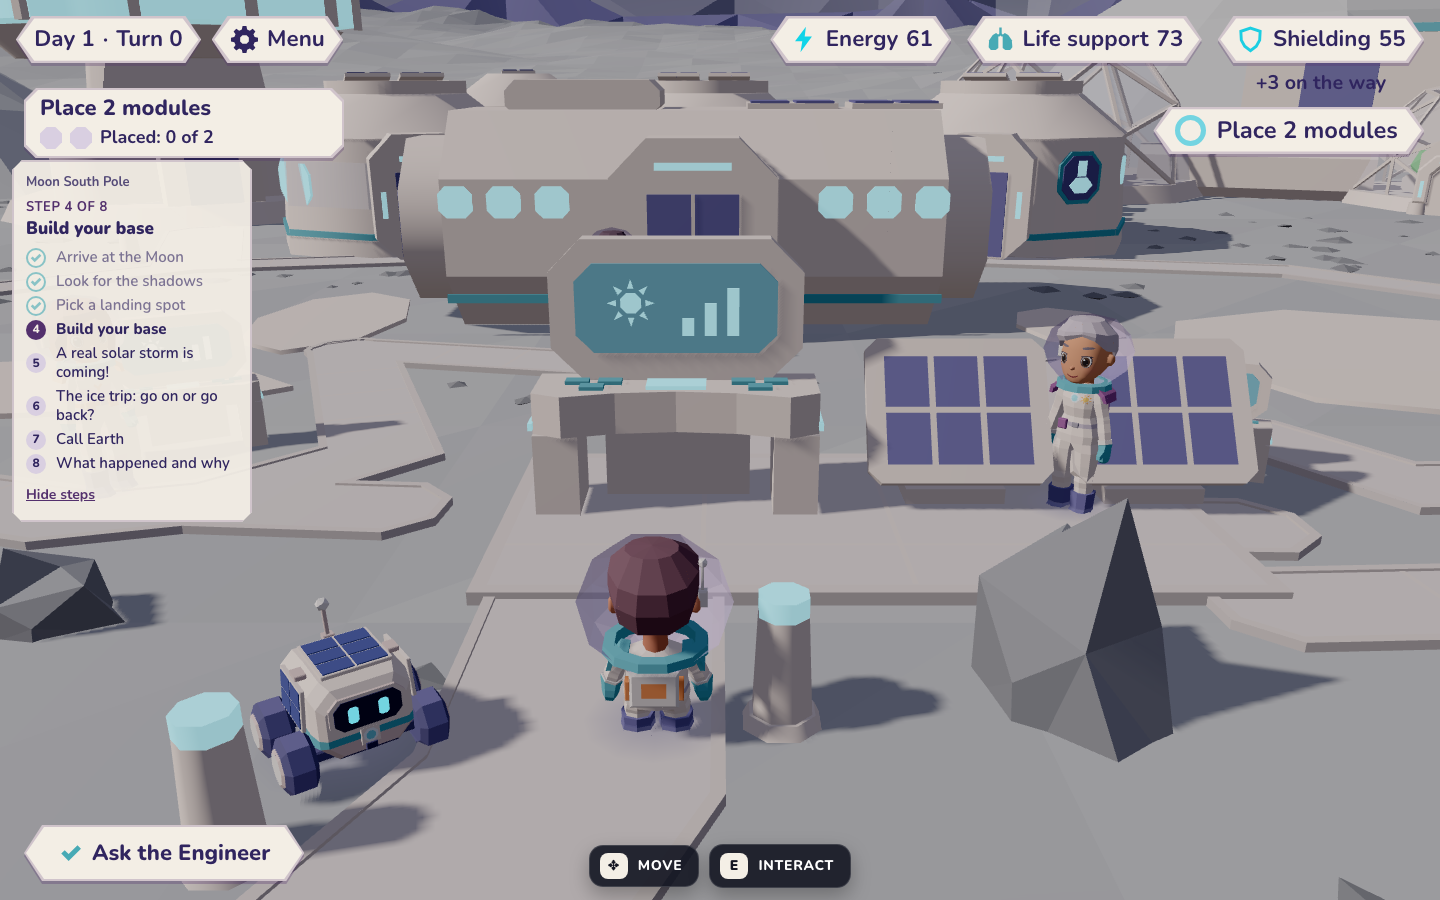 Day 1 · Turn 0
Menu
Energy 61
Life support 73
Shielding 55
+3 on the way
Place 2 modules
Placed: 0 of 2
Place 2 modules
Moon South Pole
STEP 4 OF 8
Build your base
Arrive at the Moon
Look for the shadows
Pick a landing spot
4 Build your base
5 A real solar storm is
coming!
6 The ice trip: go on or go
back?
7 Call Earth
8 What happened and why
Hide steps
Ask the Engineer
MOVE
E INTERACT